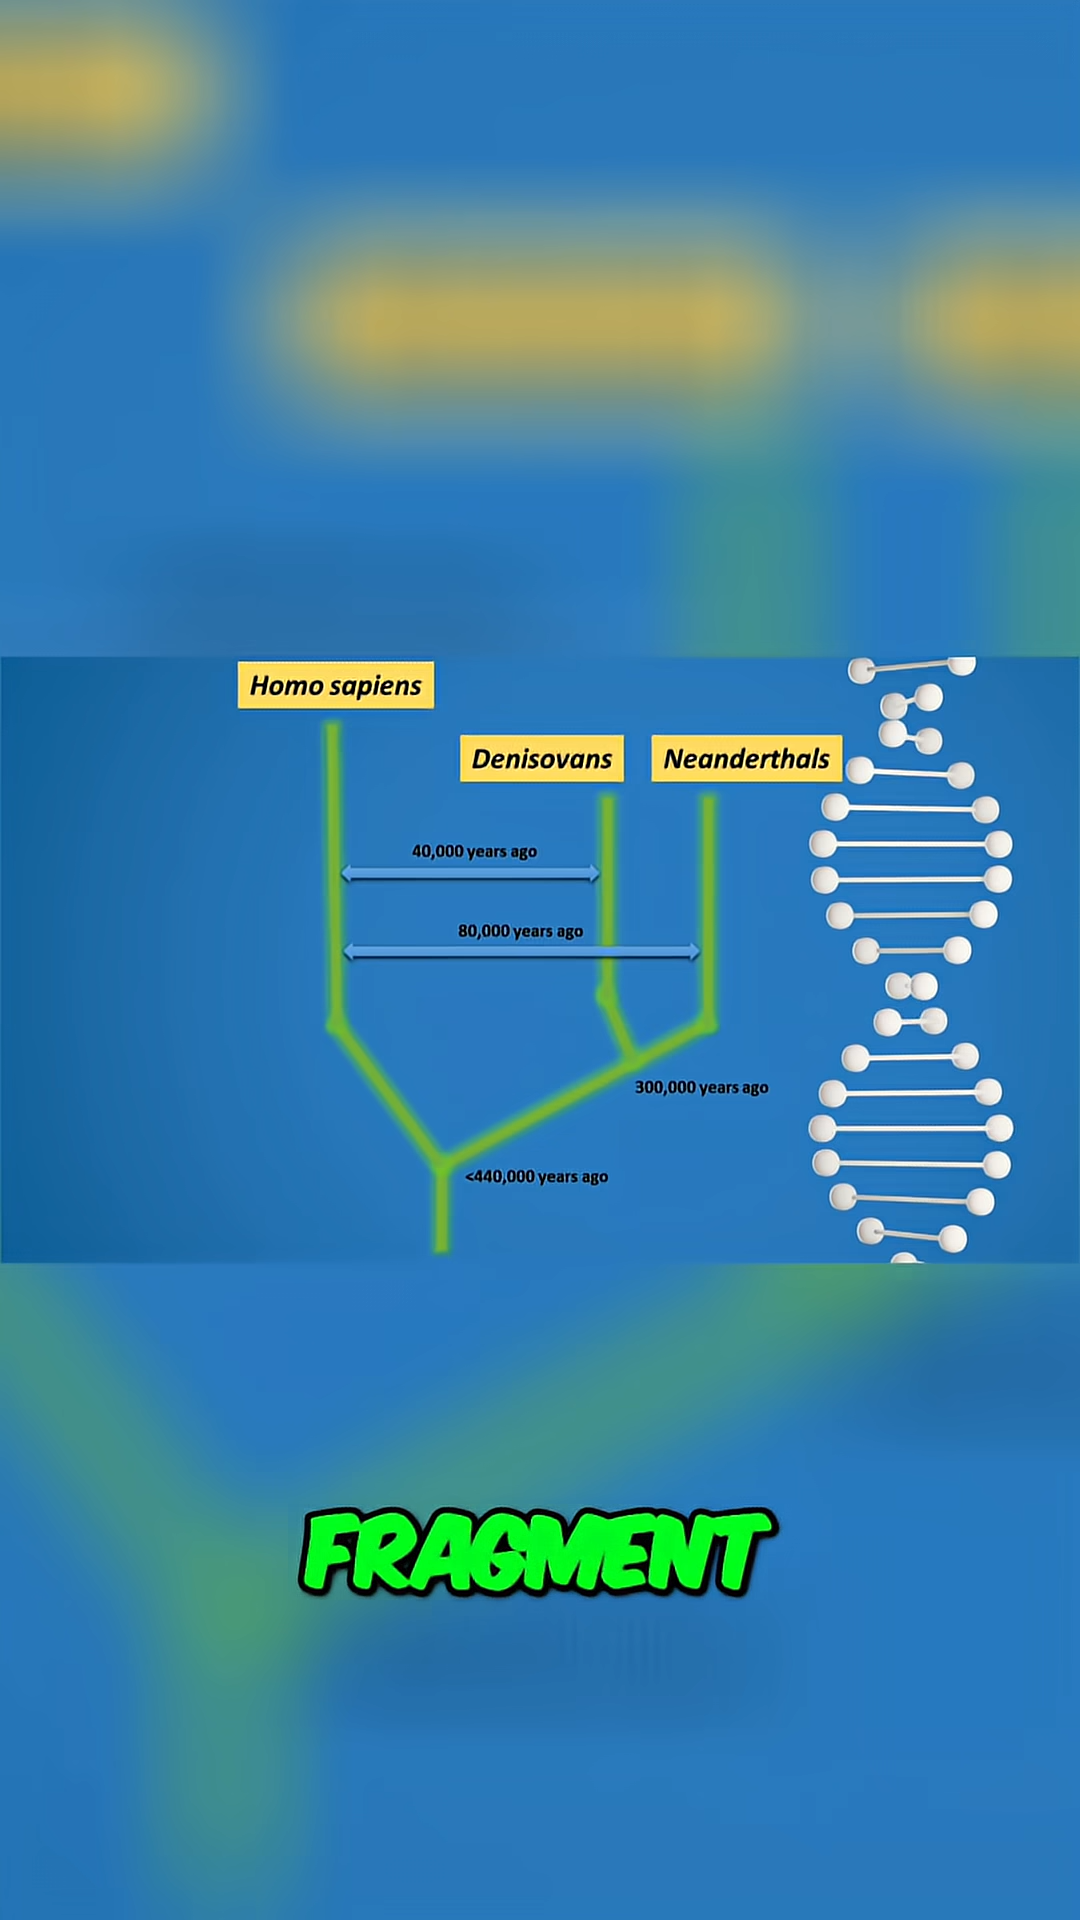 Homo sapiens
Denisovans
Neanderthals
40,000 years ago
80,000 years ago
300,000 years ago
<440,000 years ago
FRAGMENT